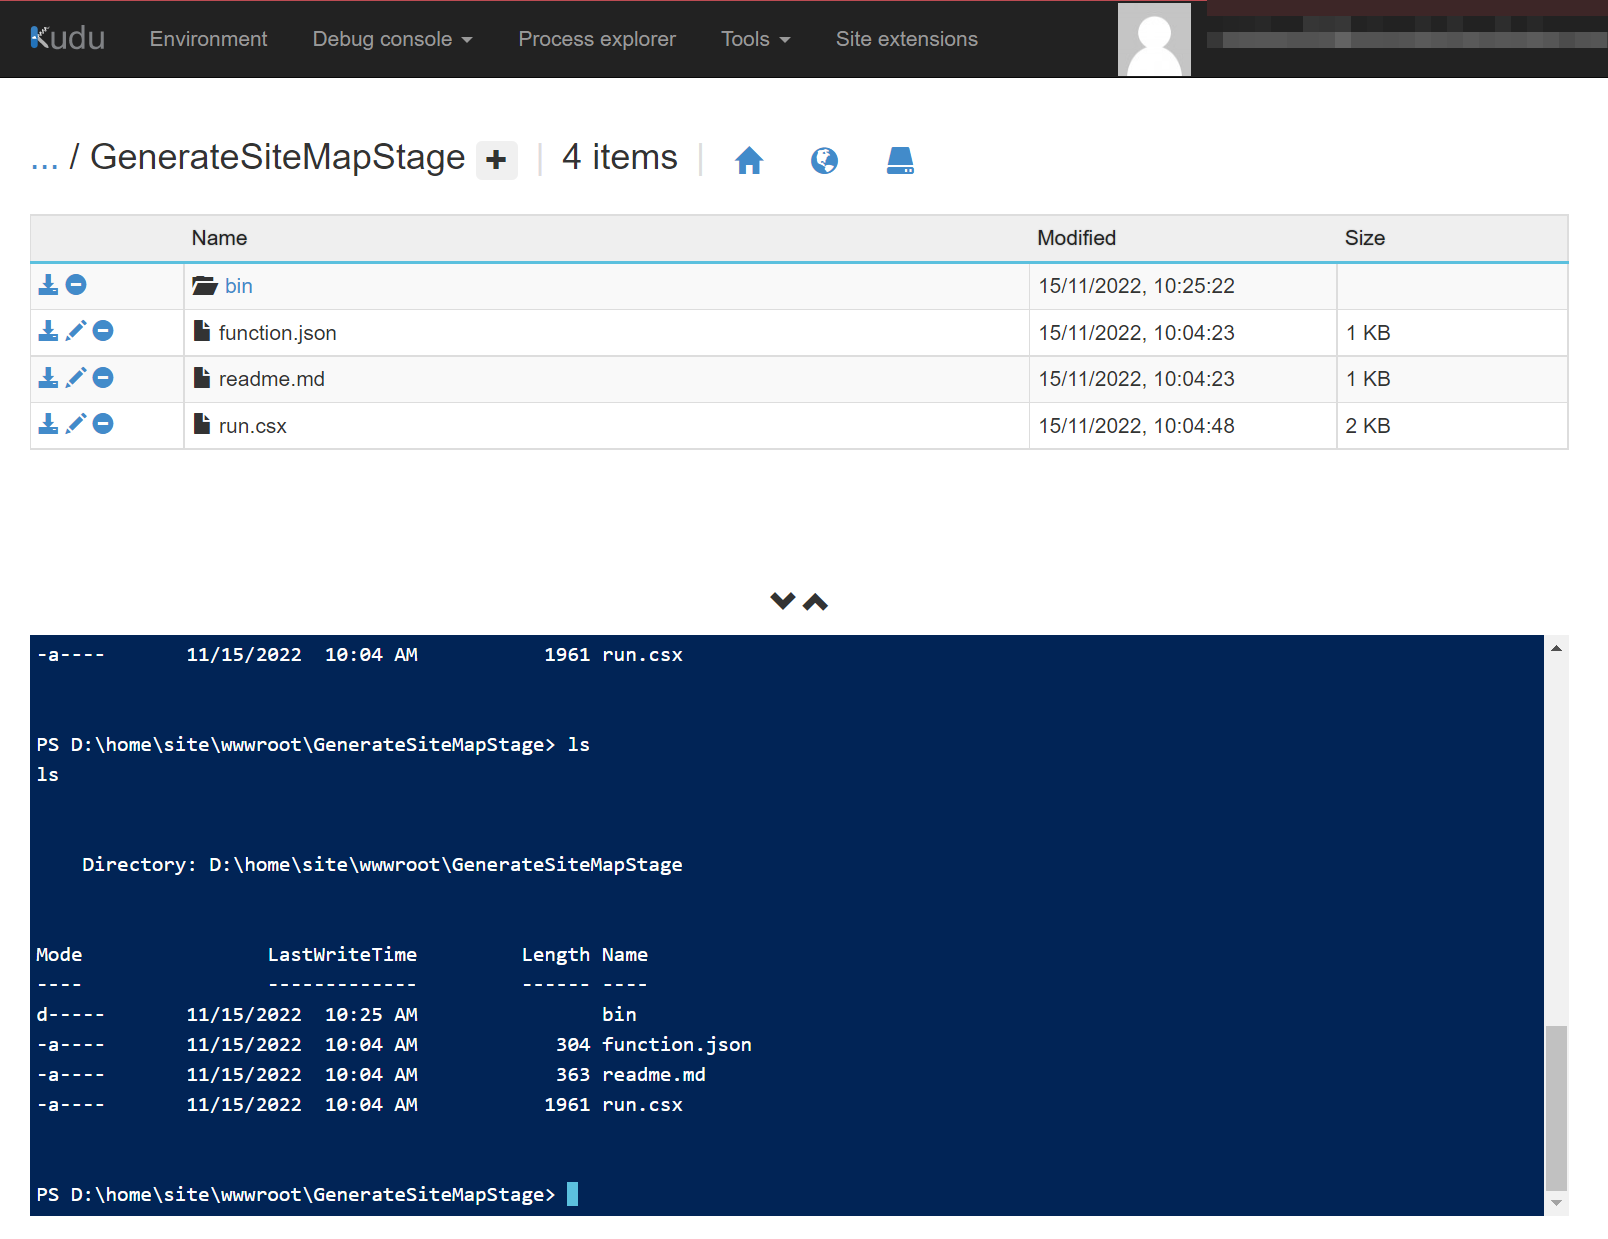 Kudu Environment Debug console Process explorer Tools Site extensions
... / GenerateSiteMapStage + | 4 items |
Name Modified Size
bin 15/11/2022, 10:25:22
function.json 15/11/2022, 10:04:23 1 KB
readme.md 15/11/2022, 10:04:23 1 KB
run.csx 15/11/2022, 10:04:48 2 KB
-a---- 11/15/2022 10:04 AM 1961 run.csx
PS D:\home\site\wwwroot\GenerateSiteMapStage> ls
ls
Directory: D:\home\site\wwwroot\GenerateSiteMapStage
Mode LastWriteTime Length Name
---- ------------- ------ ----
d----- 11/15/2022 10:25 AM bin
-a---- 11/15/2022 10:04 AM 304 function.json
-a---- 11/15/2022 10:04 AM 363 readme.md
-a---- 11/15/2022 10:04 AM 1961 run.csx
PS D:\home\site\wwwroot\GenerateSiteMapStage>